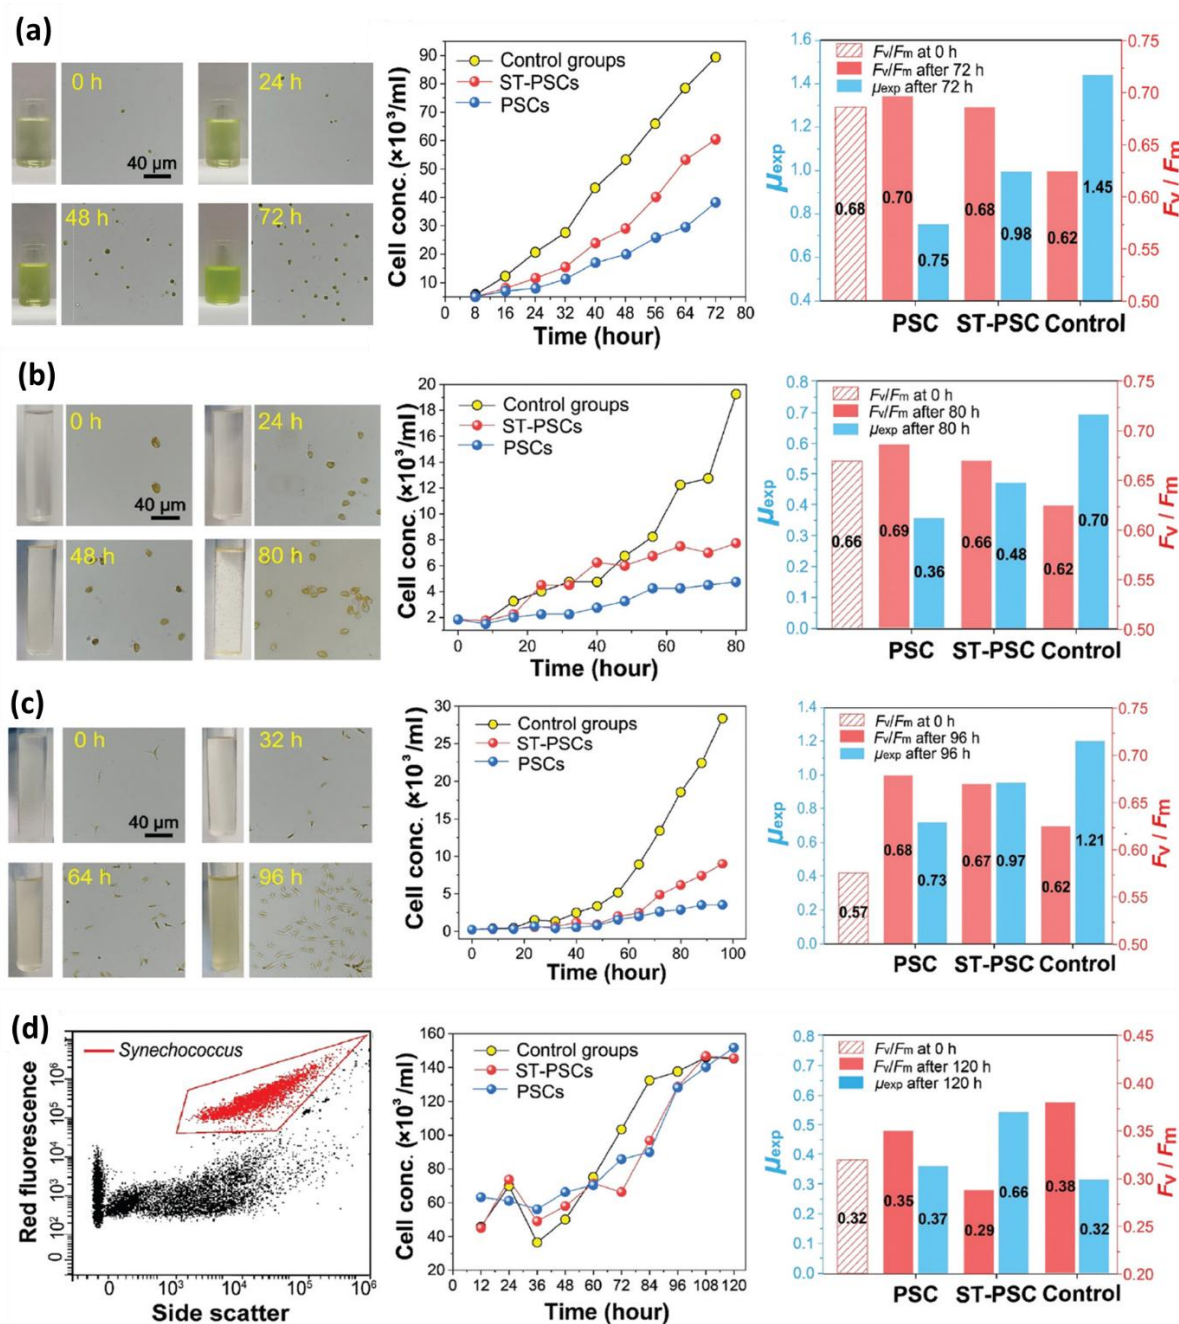 (a)
0 h
24 h
40 µm
48 h
72 h
Cell conc. (×10³/ml)
90
80
70
60
50
40
30
20
10
Control groups
ST-PSCs
PSCs
0 8 16 24 32 40 48 56 64 72 80
Time (hour)
μexp
1.6
1.4
1.2
1.0
0.8
0.6
0.4
Fv/Fm at 0 h
Fv/Fm after 72 h
μexp after 72 h
0.68
0.70
0.75
0.68
0.98
0.62
1.45
PSC ST-PSC Control
0.75
0.70
0.65
0.60
0.55
0.50
Fv / Fm
(b)
0 h
24 h
40 µm
48 h
80 h
Cell conc. (×10³/ml)
20
18
16
14
12
10
8
6
4
2
Control groups
ST-PSCs
PSCs
0 20 40 60 80
Time (hour)
μexp
0.8
0.7
0.6
0.5
0.4
0.3
0.2
0.1
0.0
Fv/Fm at 0 h
Fv/Fm after 80 h
μexp after 80 h
0.66
0.69
0.36
0.66
0.48
0.62
0.70
PSC ST-PSC Control
0.75
0.70
0.65
0.60
0.55
0.50
Fv / Fm
(c)
0 h
32 h
40 µm
64 h
96 h
Cell conc. (×10³/ml)
30
25
20
15
10
5
0
Control groups
ST-PSCs
PSCs
0 20 40 60 80 100
Time (hour)
μexp
1.4
1.2
1.0
0.8
0.6
0.4
0.2
0.0
Fv/Fm at 0 h
Fv/Fm after 96 h
μexp after 96 h
0.57
0.68
0.73
0.67
0.97
0.62
1.21
PSC ST-PSC Control
0.75
0.70
0.65
0.60
0.55
0.50
Fv / Fm
(d)
Red fluorescence
10⁶
10⁵
10⁴
10³
10²
0
Synechococcus
0 10³ 10⁴ 10⁵ 10⁶
Side scatter
Cell conc. (×10³/ml)
160
140
120
100
80
60
40
20
Control groups
ST-PSCs
PSCs
0 12 24 36 48 60 72 84 96 108 120
Time (hour)
μexp
0.8
0.7
0.6
0.5
0.4
0.3
0.2
0.1
0.0
Fv/Fm at 0 h
Fv/Fm after 120 h
μexp after 120 h
0.32
0.35
0.37
0.29
0.66
0.38
0.32
PSC ST-PSC Control
0.45
0.40
0.35
0.30
0.25
0.20
Fv / Fm